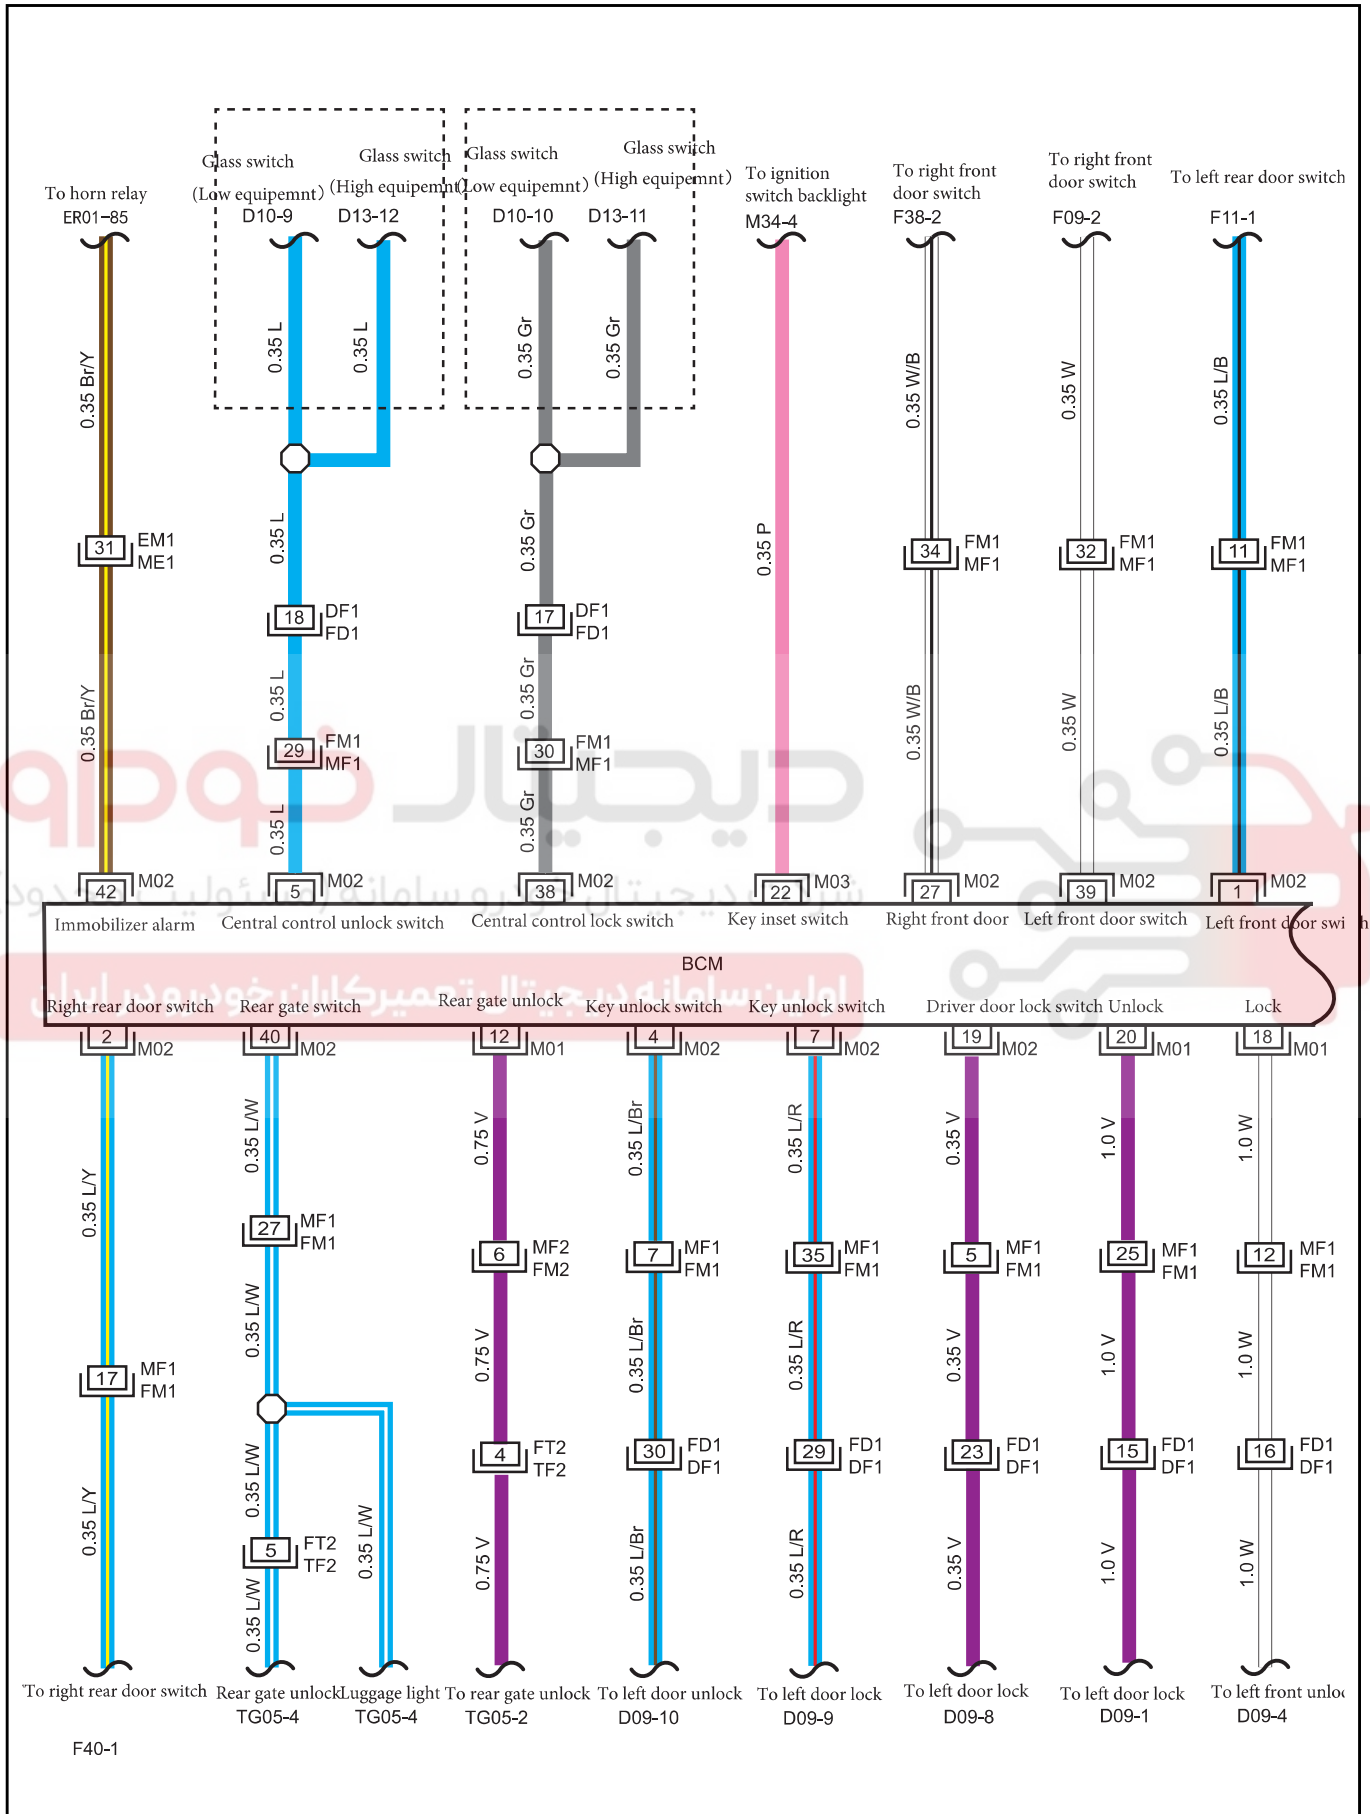 To horn relay
ER01-85
Glass switch
(Low equipemnt)
D10-9
Glass switch
(High equipemnt)
D13-12
Glass switch
(Low equipemnt)
D10-10
Glass switch
(High equipemnt)
D13-11
To ignition
switch backlight
M34-4
To right front
door switch
F38-2
To right front
door switch
F09-2
To left rear door switch
F11-1
0.35 Br/Y
0.35 L
0.35 L
0.35 Gr
0.35 Gr
0.35 W/B
0.35 W
0.35 L/B
31
EM1
ME1
0.35 L
0.35 Gr
0.35 P
34
FM1
MF1
32
FM1
MF1
11
FM1
MF1
18
DF1
FD1
17
DF1
FD1
0.35 Br/Y
0.35 L
0.35 Gr
0.35 W/B
0.35 W
0.35 L/B
29
FM1
MF1
30
FM1
MF1
0.35 L
0.35 Gr
دیجیتال خودرو
42
M02
5
M02
38
M02
22
M03
27
M02
39
M02
1
M02
Immobilizer alarm
Central control unlock switch
Central control lock switch
Key inset switch
Right front door
Left front door switch
Left front door swi h
BCM
اولین سامانه دیجیتال تعمیرکاران خودرو در ایران
Right rear door switch
Rear gate switch
Rear gate unlock
Key unlock switch
Key unlock switch
Driver door lock switch
Unlock
Lock
2
M02
40
M02
12
M01
4
M02
7
M02
19
M02
20
M01
18
M01
0.35 L/Y
0.35 L/W
0.75 V
0.35 L/Br
0.35 L/R
0.35 V
1.0 V
1.0 W
27
MF1
FM1
6
MF2
FM2
7
MF1
FM1
35
MF1
FM1
5
MF1
FM1
25
MF1
FM1
12
MF1
FM1
0.35 L/W
0.75 V
0.35 L/Br
0.35 L/R
0.35 V
1.0 V
1.0 W
17
MF1
FM1
4
FT2
TF2
30
FD1
DF1
29
FD1
DF1
23
FD1
DF1
15
FD1
DF1
16
FD1
DF1
0.35 L/Y
0.35 L/W
0.35 L/W
0.75 V
0.35 L/Br
0.35 L/R
0.35 V
1.0 V
1.0 W
5
FT2
TF2
0.35 L/W
To right rear door switch
F40-1
Rear gate unlock
TG05-4
Luggage light
TG05-4
To rear gate unlock
TG05-2
To left door unlock
D09-10
To left door lock
D09-9
To left door lock
D09-8
To left door lock
D09-1
To left front unloc
D09-4